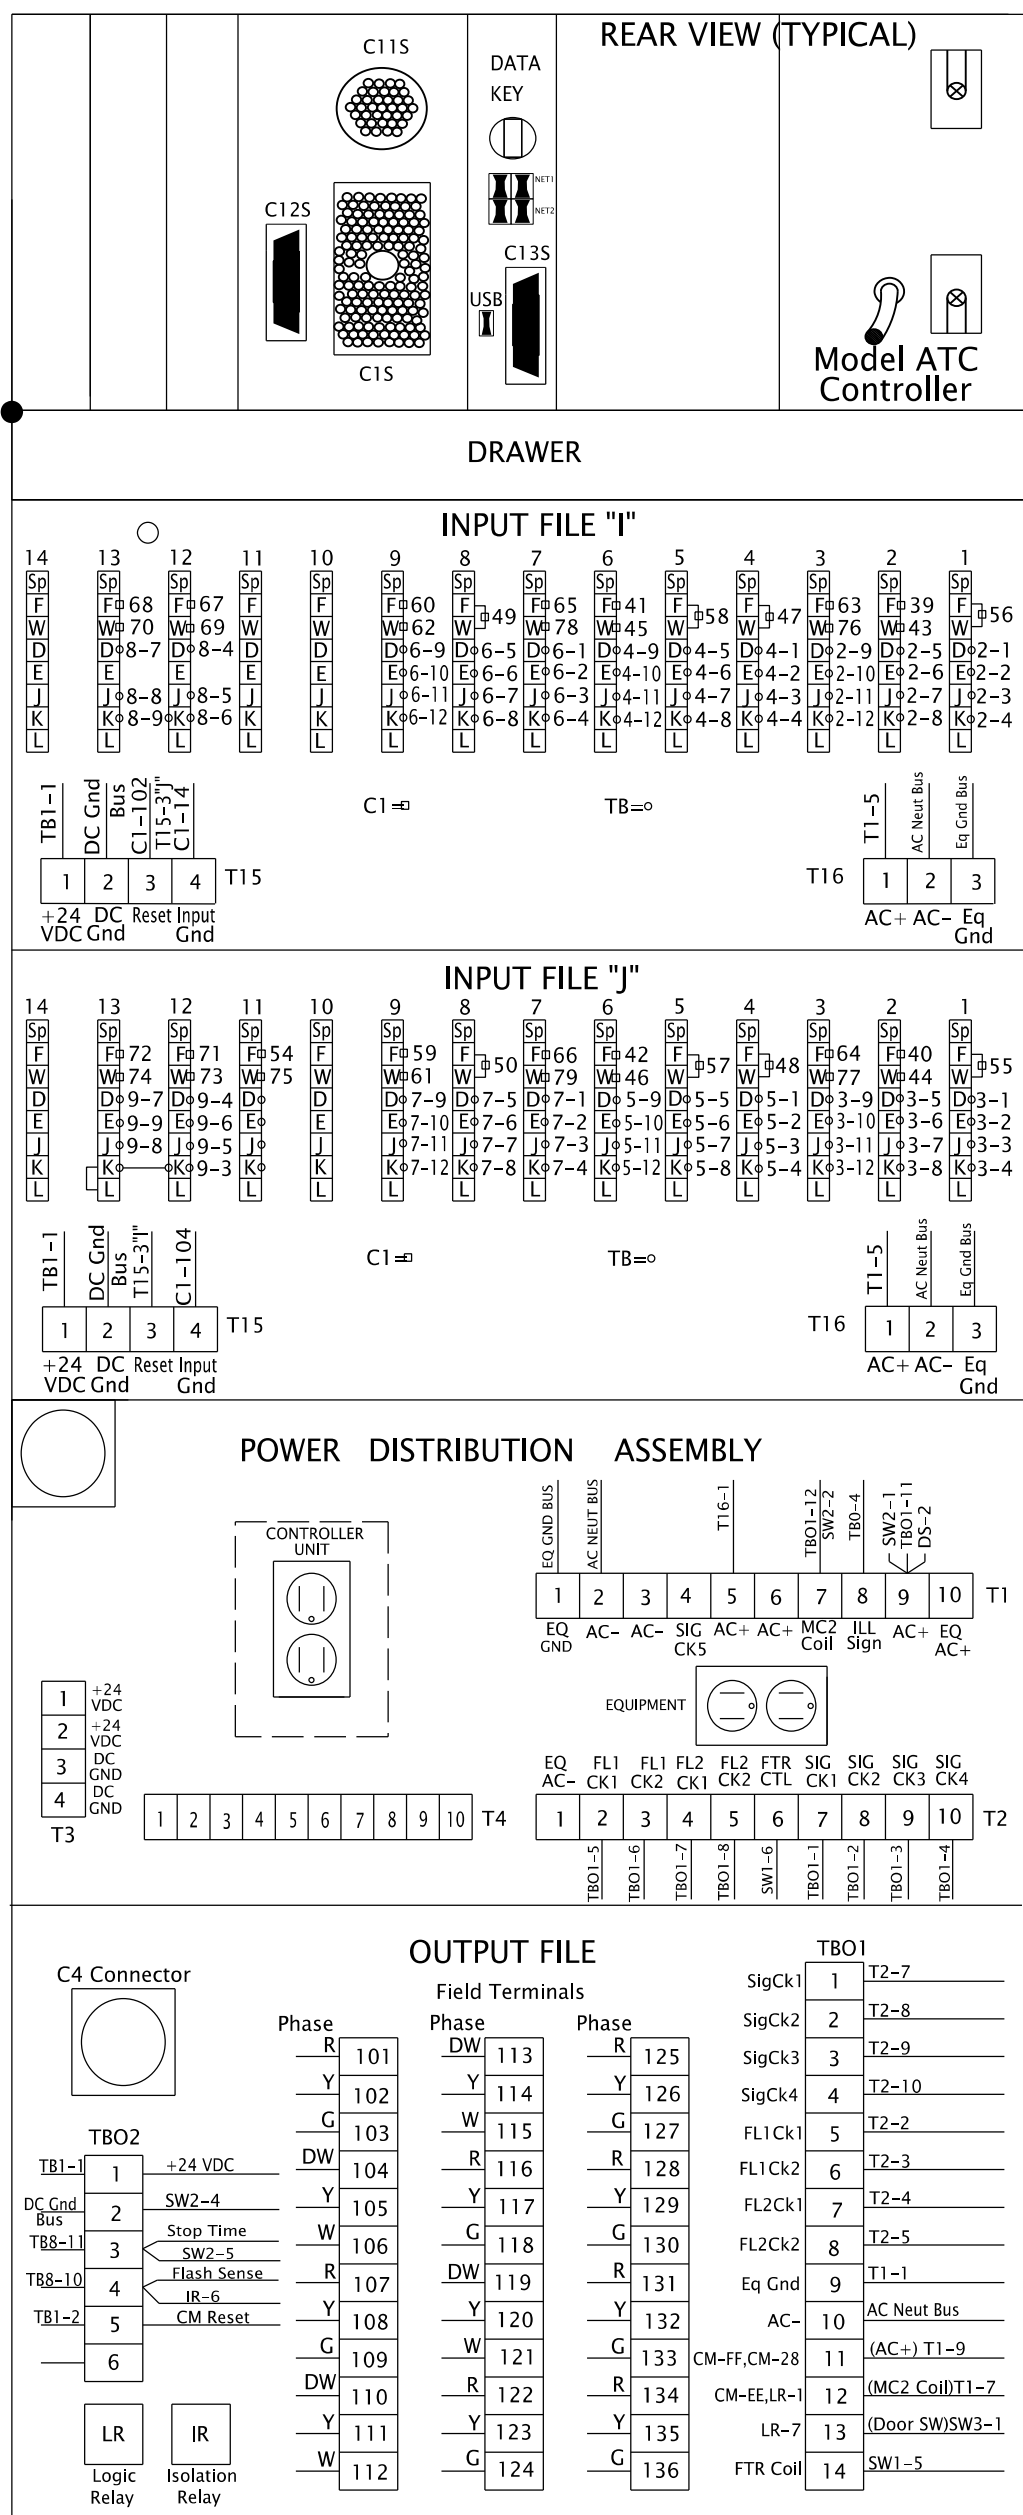 REAR VIEW (TYPICAL)
C11S
DATA
KEY
NET1
NET2
C12S
C13S
USB
C1S
Model ATC
Controller
DRAWER
INPUT FILE "I"
14 13 12 11 10 9 8 7 6 5 4 3 2 1
Sp Sp Sp Sp Sp Sp Sp Sp Sp Sp Sp Sp Sp Sp
F F 68 F 67 F F F 60 F F 65 F 41 F F F 63 F 39 F
49 58 47 56
W W 70 W 69 W W W 62 W W 78 W 45 W W W 76 W 43 W
D D 8-7 D 8-4 D D D 6-9 D 6-5 D 6-1 D 4-9 D 4-5 D 4-1 D 2-9 D 2-5 D 2-1
E E E E E E 6-10 E 6-6 E 6-2 E 4-10 E 4-6 E 4-2 E 2-10 E 2-6 E 2-2
J J 8-8 J 8-5 J J J 6-11 J 6-7 J 6-3 J 4-11 J 4-7 J 4-3 J 2-11 J 2-7 J 2-3
K K 8-9 K 8-6 K K K 6-12 K 6-8 K 6-4 K 4-12 K 4-8 K 4-4 K 2-12 K 2-8 K 2-4
L L L L L L L L L L L L L L
TB1-1
DC Gnd
Bus
C1-102
T15-3"J"
C1-14
C1=
TB=
T1-5
AC Neut Bus
Eq Gnd Bus
1 2 3 4 T15
T16 1 2 3
+24 DC Reset Input
VDC Gnd Gnd
AC+ AC- Eq
Gnd
INPUT FILE "J"
14 13 12 11 10 9 8 7 6 5 4 3 2 1
Sp Sp Sp Sp Sp Sp Sp Sp Sp Sp Sp Sp Sp Sp
F F 72 F 71 F 54 F F 59 F F 66 F 42 F F F 64 F 40 F
50 57 48 55
W W 74 W 73 W 75 W W 61 W W 79 W 46 W W W 77 W 44 W
D D 9-7 D 9-4 D D D 7-9 D 7-5 D 7-1 D 5-9 D 5-5 D 5-1 D 3-9 D 3-5 D 3-1
E E 9-9 E 9-6 E E E 7-10 E 7-6 E 7-2 E 5-10 E 5-6 E 5-2 E 3-10 E 3-6 E 3-2
J J 9-8 J 9-5 J J J 7-11 J 7-7 J 7-3 J 5-11 J 5-7 J 5-3 J 3-11 J 3-7 J 3-3
K K K 9-3 K K K 7-12 K 7-8 K 7-4 K 5-12 K 5-8 K 5-4 K 3-12 K 3-8 K 3-4
L L L L L L L L L L L L L L
TB1-1
DC Gnd
Bus
T15-3"I"
C1-104
C1=
TB=
T1-5
AC Neut Bus
Eq Gnd Bus
1 2 3 4 T15
T16 1 2 3
+24 DC Reset Input
VDC Gnd Gnd
AC+ AC- Eq
Gnd
POWER DISTRIBUTION ASSEMBLY
CONTROLLER
UNIT
EQ GND BUS
AC NEUT BUS
T16-1
TBO1-12
SW2-2
TB0-4
SW2-1
TBO1-11
DS-2
1 2 3 4 5 6 7 8 9 10 T1
EQ
GND
AC-
AC-
SIG
CK5
AC+
AC+
MC2
Coil
ILL
Sign
AC+
EQ
AC+
EQUIPMENT
1 +24
VDC
2 +24
VDC
3 DC
GND
4 DC
GND
T3
1 2 3 4 5 6 7 8 9 10 T4
EQ
AC-
FL1
CK1
FL1
CK2
FL2
CK1
FL2
CK2
FTR
CTL
SIG
CK1
SIG
CK2
SIG
CK3
SIG
CK4
1 2 3 4 5 6 7 8 9 10 T2
TBO1-5
TBO1-6
TBO1-7
TBO1-8
SW1-6
TBO1-1
TBO1-2
TBO1-3
TBO1-4
OUTPUT FILE
C4 Connector
Field Terminals
TBO2
TB1-1 1 +24 VDC
DC Gnd
Bus
2 SW2-4
TB8-11 3 Stop Time
SW2-5
TB8-10 4 Flash Sense
IR-6
TB1-2 5 CM Reset
6
LR
Logic
Relay
IR
Isolation
Relay
Phase
R 101
Y 102
G 103
DW 104
Y 105
W 106
R 107
Y 108
G 109
DW 110
Y 111
W 112
Phase
DW 113
Y 114
W 115
R 116
Y 117
G 118
DW 119
Y 120
W 121
R 122
Y 123
G 124
Phase
R 125
Y 126
G 127
R 128
Y 129
G 130
R 131
Y 132
G 133
R 134
Y 135
G 136
TBO1
SigCk1 1 T2-7
SigCk2 2 T2-8
SigCk3 3 T2-9
SigCk4 4 T2-10
FL1Ck1 5 T2-2
FL1Ck2 6 T2-3
FL2Ck1 7 T2-4
FL2Ck2 8 T2-5
Eq Gnd 9 T1-1
AC- 10 AC Neut Bus
CM-FF,CM-28 11 (AC+) T1-9
CM-EE,LR-1 12 (MC2 Coil)T1-7
LR-7 13 (Door SW)SW3-1
FTR Coil 14 SW1-5